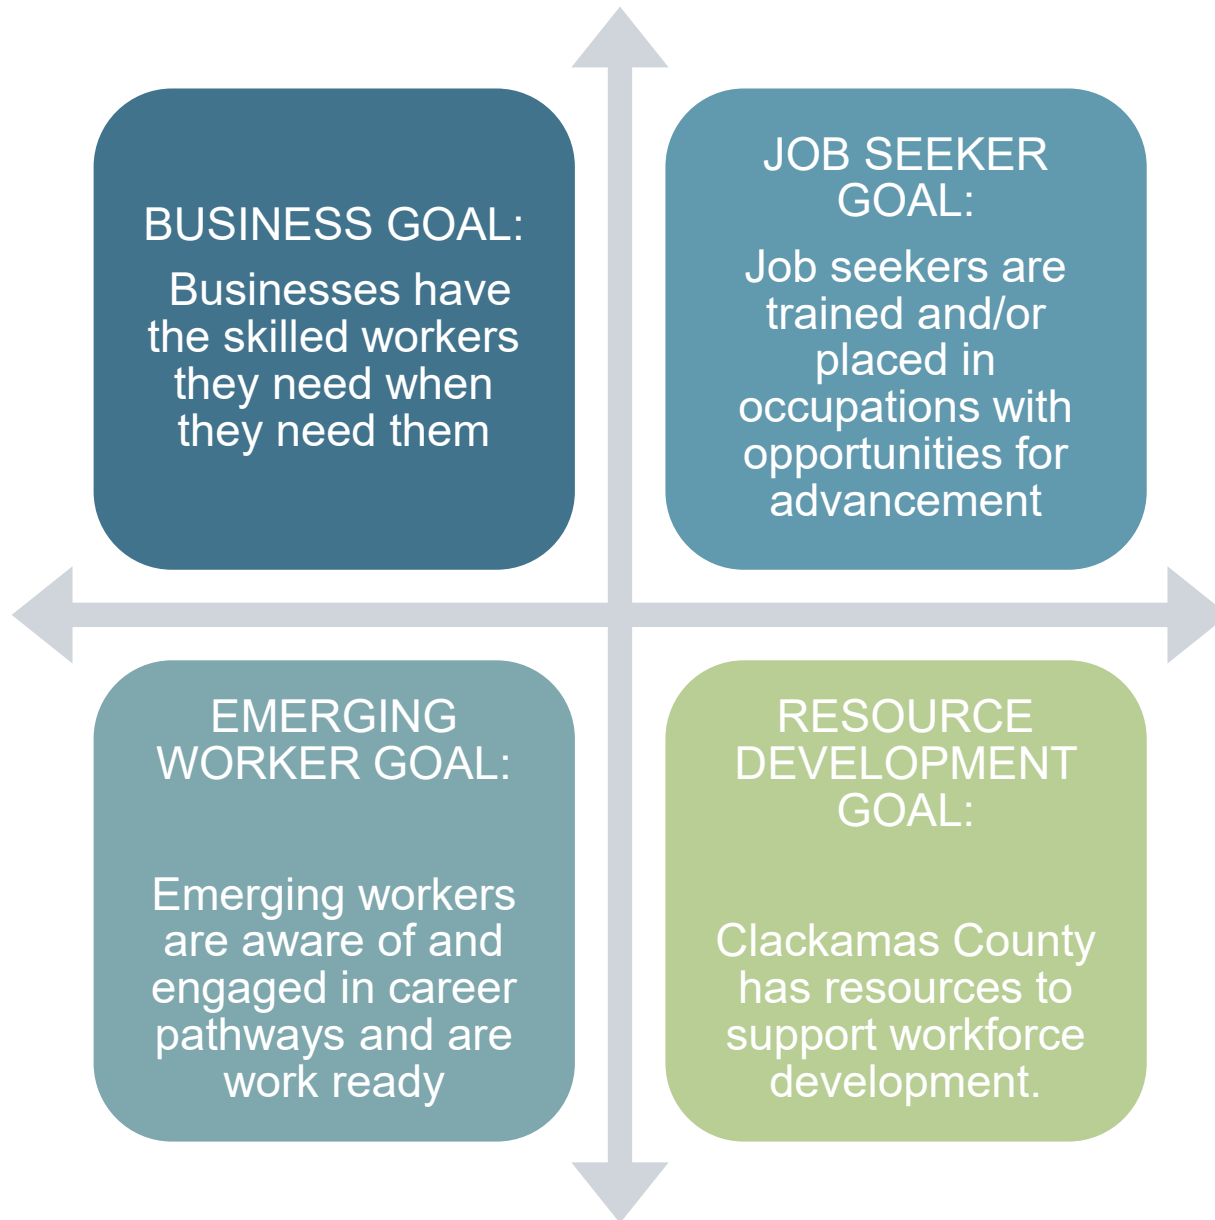 BUSINESS GOAL:
Businesses have
the skilled workers
they need when
they need them
JOB SEEKER
GOAL:
Job seekers are
trained and/or
placed in
occupations with
opportunities for
advancement
EMERGING
WORKER GOAL:
Emerging workers
are aware of and
engaged in career
pathways and are
work ready
RESOURCE
DEVELOPMENT
GOAL:
Clackamas County
has resources to
support workforce
development.